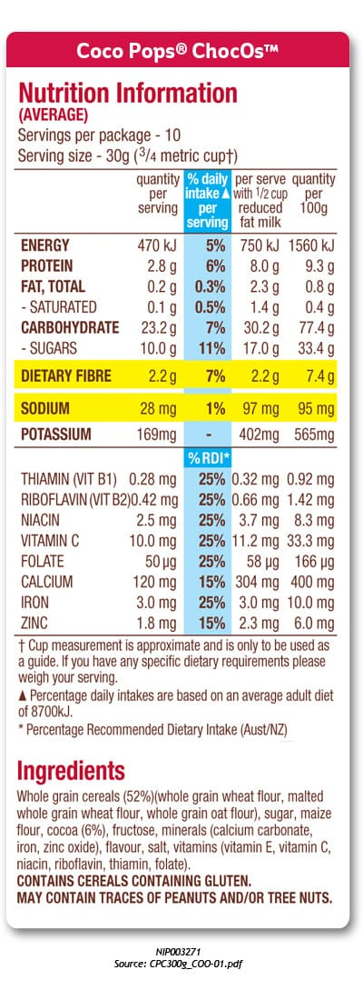 Coco Pops® ChocOs™
Nutrition Information
(AVERAGE)
Servings per package - 10
Serving size - 30g (3/4 metric cup†)
quantity per serving % daily intake▲ per serving per serve with 1/2 cup reduced fat milk quantity per 100g
ENERGY 470 kJ 5% 750 kJ 1560 kJ
PROTEIN 2.8 g 6% 8.0 g 9.3 g
FAT, TOTAL 0.2 g 0.3% 2.3 g 0.8 g
- SATURATED 0.1 g 0.5% 1.4 g 0.4 g
CARBOHYDRATE 23.2 g 7% 30.2 g 77.4 g
- SUGARS 10.0 g 11% 17.0 g 33.4 g
DIETARY FIBRE 2.2 g 7% 2.2 g 7.4 g
SODIUM 28 mg 1% 97 mg 95 mg
POTASSIUM 169mg - 402mg 565mg
%RDI*
THIAMIN (VIT B1) 0.28 mg 25% 0.32 mg 0.92 mg
RIBOFLAVIN (VIT B2) 0.42 mg 25% 0.66 mg 1.42 mg
NIACIN 2.5 mg 25% 3.7 mg 8.3 mg
VITAMIN C 10.0 mg 25% 11.2 mg 33.3 mg
FOLATE 50 µg 25% 58 µg 166 µg
CALCIUM 120 mg 15% 304 mg 400 mg
IRON 3.0 mg 25% 3.0 mg 10.0 mg
ZINC 1.8 mg 15% 2.3 mg 6.0 mg
† Cup measurement is approximate and is only to be used as
a guide. If you have any specific dietary requirements please
weigh your serving.
▲ Percentage daily intakes are based on an average adult diet
of 8700kJ.
* Percentage Recommended Dietary Intake (Aust/NZ)
Ingredients
Whole grain cereals (52%)(whole grain wheat flour, malted
whole grain wheat flour, whole grain oat flour), sugar, maize
flour, cocoa (6%), fructose, minerals (calcium carbonate,
iron, zinc oxide), flavour, salt, vitamins (vitamin E, vitamin C,
niacin, riboflavin, thiamin, folate).
CONTAINS CEREALS CONTAINING GLUTEN.
MAY CONTAIN TRACES OF PEANUTS AND/OR TREE NUTS.
NIP003271
Source: CPC300g_COO-01.pdf